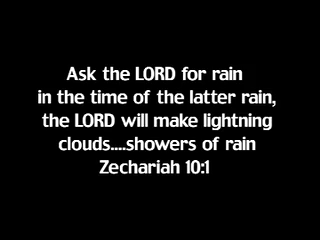 Ask the LORD for rain
in the time of the latter rain,
the LORD will make lightning
clouds....showers of rain
Zechariah 10:1